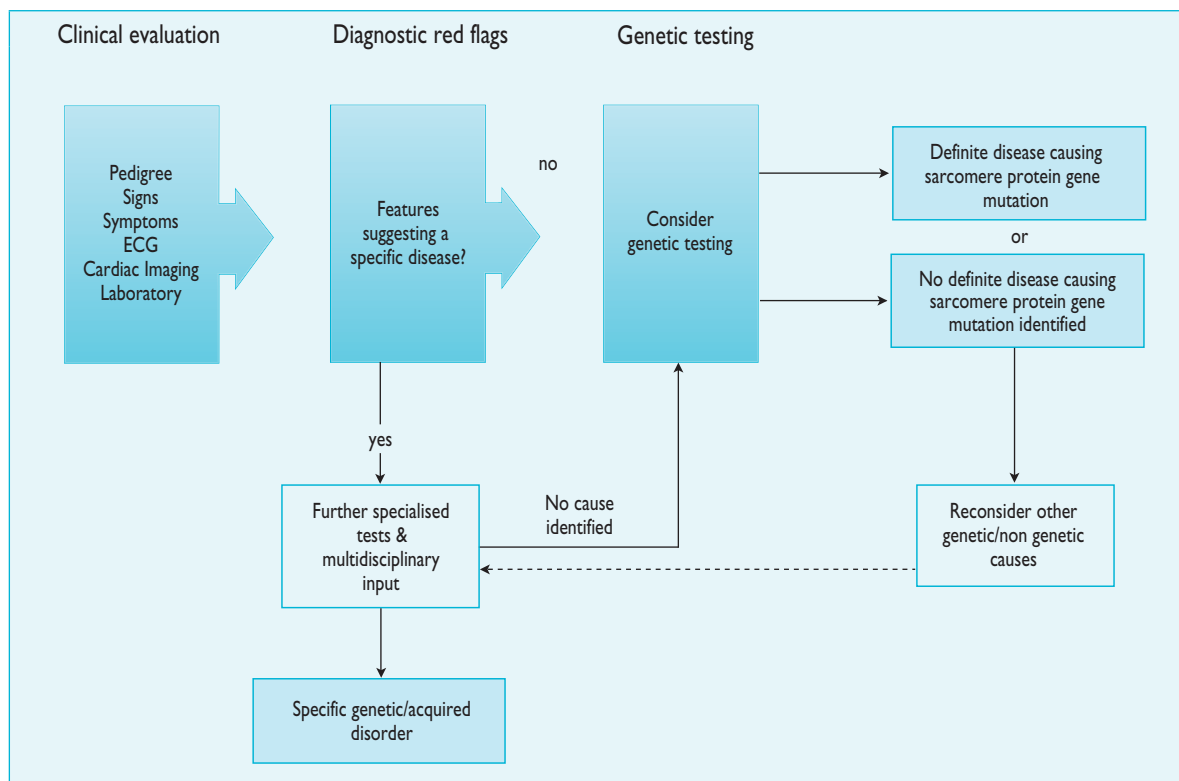 Clinical evaluation
Diagnostic red flags
Genetic testing
Pedigree
Signs
Symptoms
ECG
Cardiac Imaging
Laboratory
Features
suggesting a
specific disease?
no
Consider
genetic testing
Definite disease causing
sarcomere protein gene
mutation
or
No definite disease causing
sarcomere protein gene
mutation identified
yes
Further specialised
tests &
multidisciplinary
input
No cause
identified
Reconsider other
genetic/non genetic
causes
Specific genetic/acquired
disorder